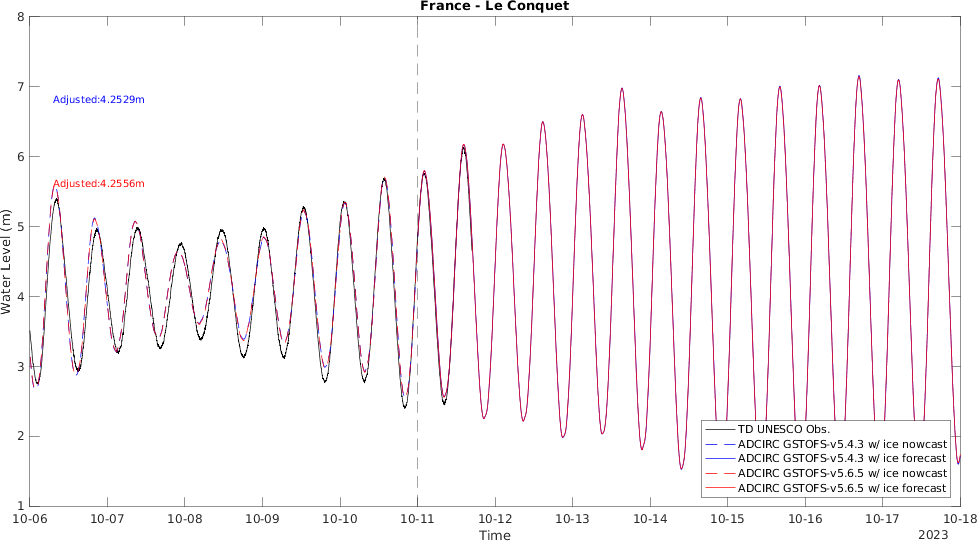 France - Le Conquet
8
7
6
5
4
3
2
1
Water Level (m)
Adjusted:4.2529m
Adjusted:4.2556m
TD UNESCO Obs.
ADCIRC GSTOFS-v5.4.3 w/ ice nowcast
ADCIRC GSTOFS-v5.4.3 w/ ice forecast
ADCIRC GSTOFS-v5.6.5 w/ ice nowcast
ADCIRC GSTOFS-v5.6.5 w/ ice forecast
10-06 10-07 10-08 10-09 10-10 10-11 10-12 10-13 10-14 10-15 10-16 10-17 10-18
Time
2023